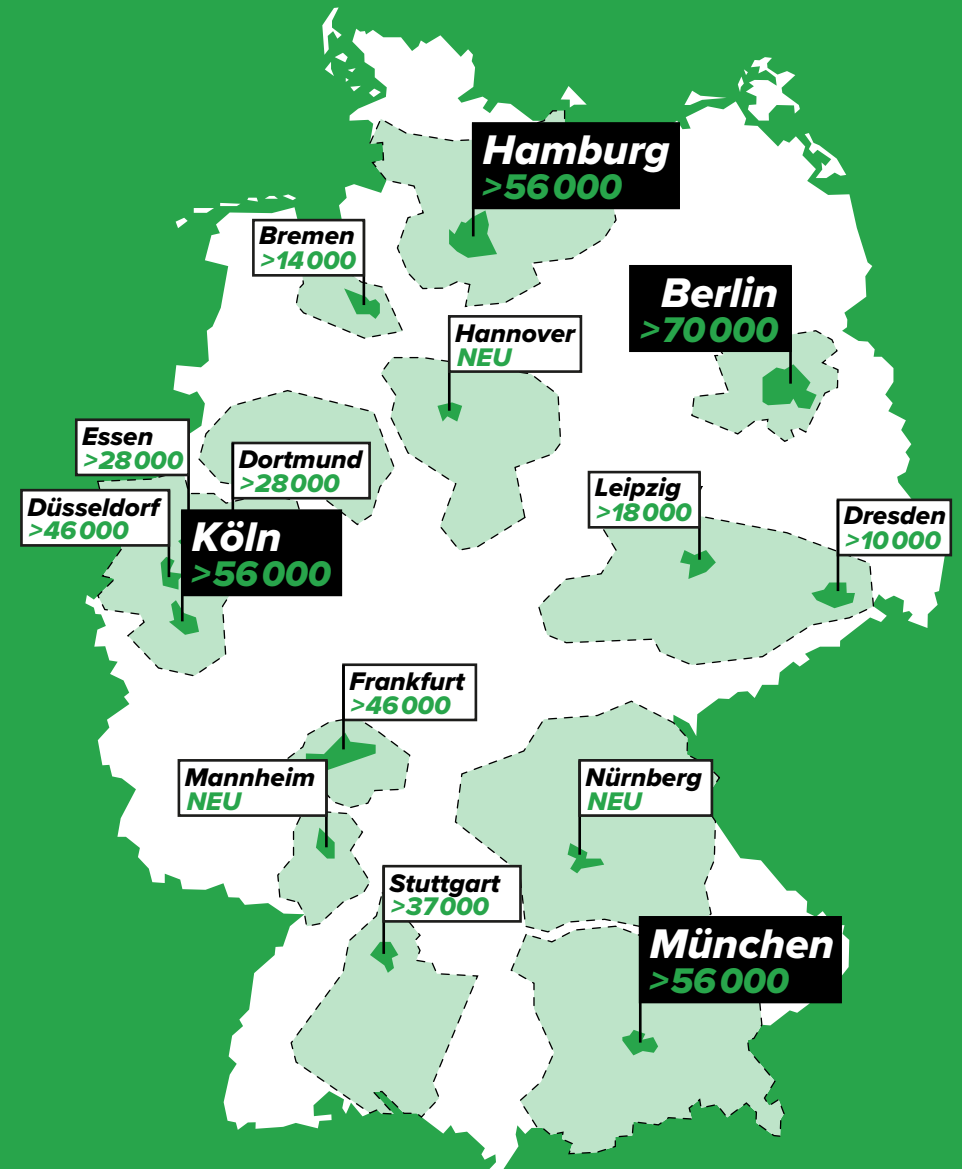 Hamburg
>56 000
Bremen
>14 000
Berlin
>70 000
Hannover
NEU
Essen
>28 000
Dortmund
>28 000
Düsseldorf
>46 000
Köln
>56 000
Leipzig
>18 000
Dresden
>10 000
Frankfurt
>46 000
Mannheim
NEU
Nürnberg
NEU
Stuttgart
>37 000
München
>56 000